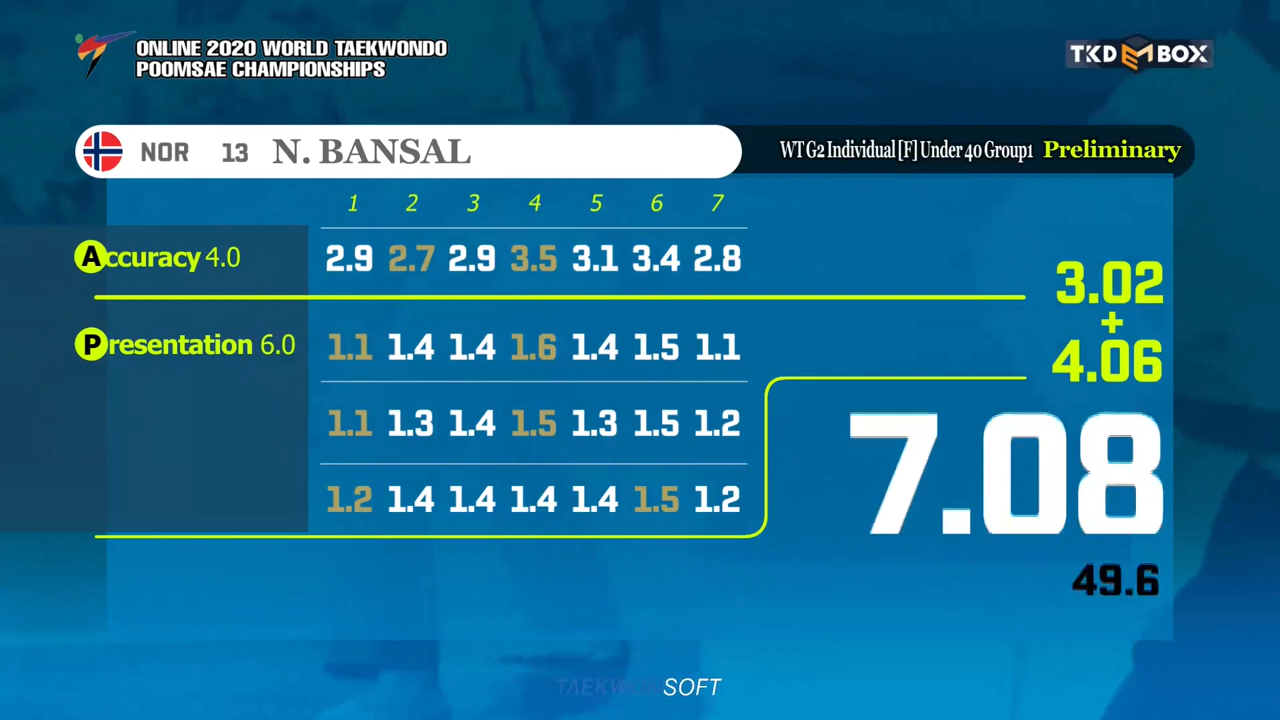 ONLINE 2020 WORLD TAEKWONDO
POOMSAE CHAMPIONSHIPS
TKD BOX
NOR 13 N. BANSAL
WT G2 Individual [F] Under 40 Group1 Preliminary
1 2 3 4 5 6 7
Accuracy 4.0 2.9 2.7 2.9 3.5 3.1 3.4 2.8
3.02
+
Presentation 6.0 1.1 1.4 1.4 1.6 1.4 1.5 1.1
4.06
1.1 1.3 1.4 1.5 1.3 1.5 1.2
7.08
1.2 1.4 1.4 1.4 1.4 1.5 1.2
49.6
TAEKWONSOFT